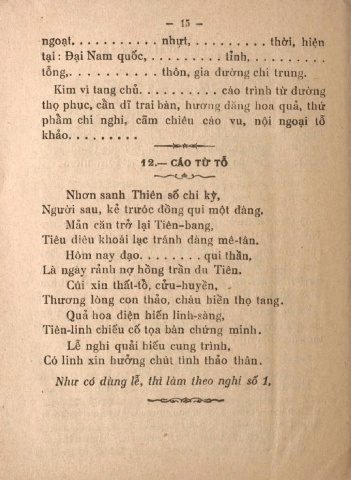 — 15 —
ngoạt, . . . . . . . . . nhựt, . . . . . . . . . thời, hiện
tại : Đại Nam quốc, . . . . . . . . . tỉnh, . . . . . . . . .
tổng, . . . . . . . . . thôn, gia đường chi trung.
Kim vì tang chủ. . . . . . . . . cáo trình từ đường
thọ phục, cẩn dĩ trai bàn, hương đăng hoa quả, thứ
phẩm chi nghi, cãm chiêu cáo vụ, nội ngoại tổ
khảo. . . . . . . . .
12.— CÁO TỪ TỔ
Nhơn sanh Thiên số chi kỳ,
Người sau, kẻ trước đồng qui một đàng.
Mãn căn trở lại Tiên-bang,
Tiêu diêu khoái lạc tránh đàng mê-tân.
Hôm nay đạo. . . . . . . . qui thần,
Là ngày rảnh nợ hồng trần du Tiên.
Cúi xin thất-tổ, cửu-huyền,
Thương lòng con thảo, cháu hiền thọ tang.
Quả hoa điện hiến linh-sàng,
Tiên-linh chiếu cố tọa bàn chứng minh.
Lễ nghi quải hiếu cung trình,
Có linh xin hưởng chút tình thảo thân.
Như có dùng lễ, thì làm theo nghi số 1,